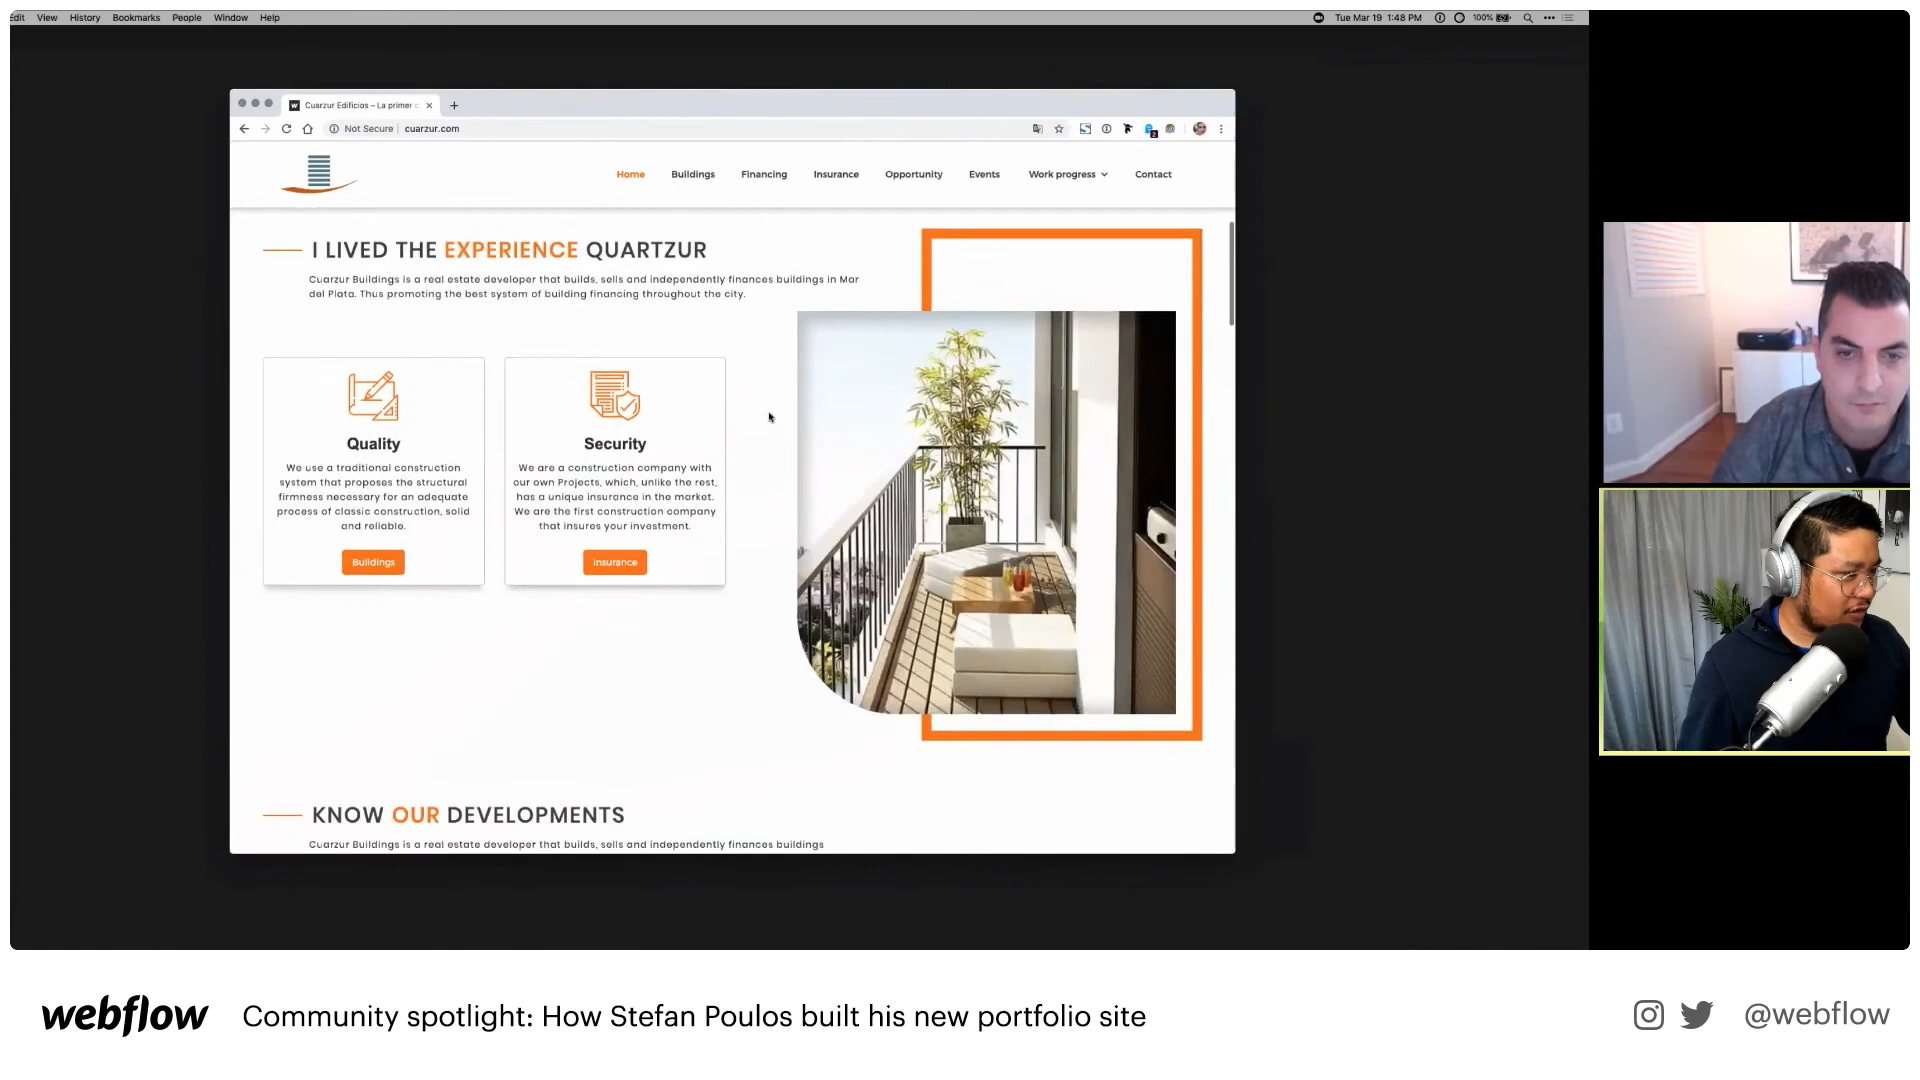 Edit View History Bookmarks People Window Help
Tue Mar 19 1:48 PM 100%
Cuarzur Edificios – La primer c
Not Secure | cuarzur.com
Home Buildings Financing Insurance Opportunity Events Work progress Contact
I LIVED THE EXPERIENCE QUARTZUR
Cuarzur Buildings is a real estate developer that builds, sells and independently finances buildings in Mar
del Plata. Thus promoting the best system of building financing throughout the city.
Quality
We use a traditional construction
system that proposes the structural
firmness necessary for an adequate
process of classic construction, solid
and reliable.
Buildings
Security
We are a construction company with
our own Projects, which, unlike the rest,
has a unique insurance in the market.
We are the first construction company
that insures your investment.
Insurance
KNOW OUR DEVELOPMENTS
Cuarzur Buildings is a real estate developer that builds, sells and independently finances buildings
webflow Community spotlight: How Stefan Poulos built his new portfolio site @webflow